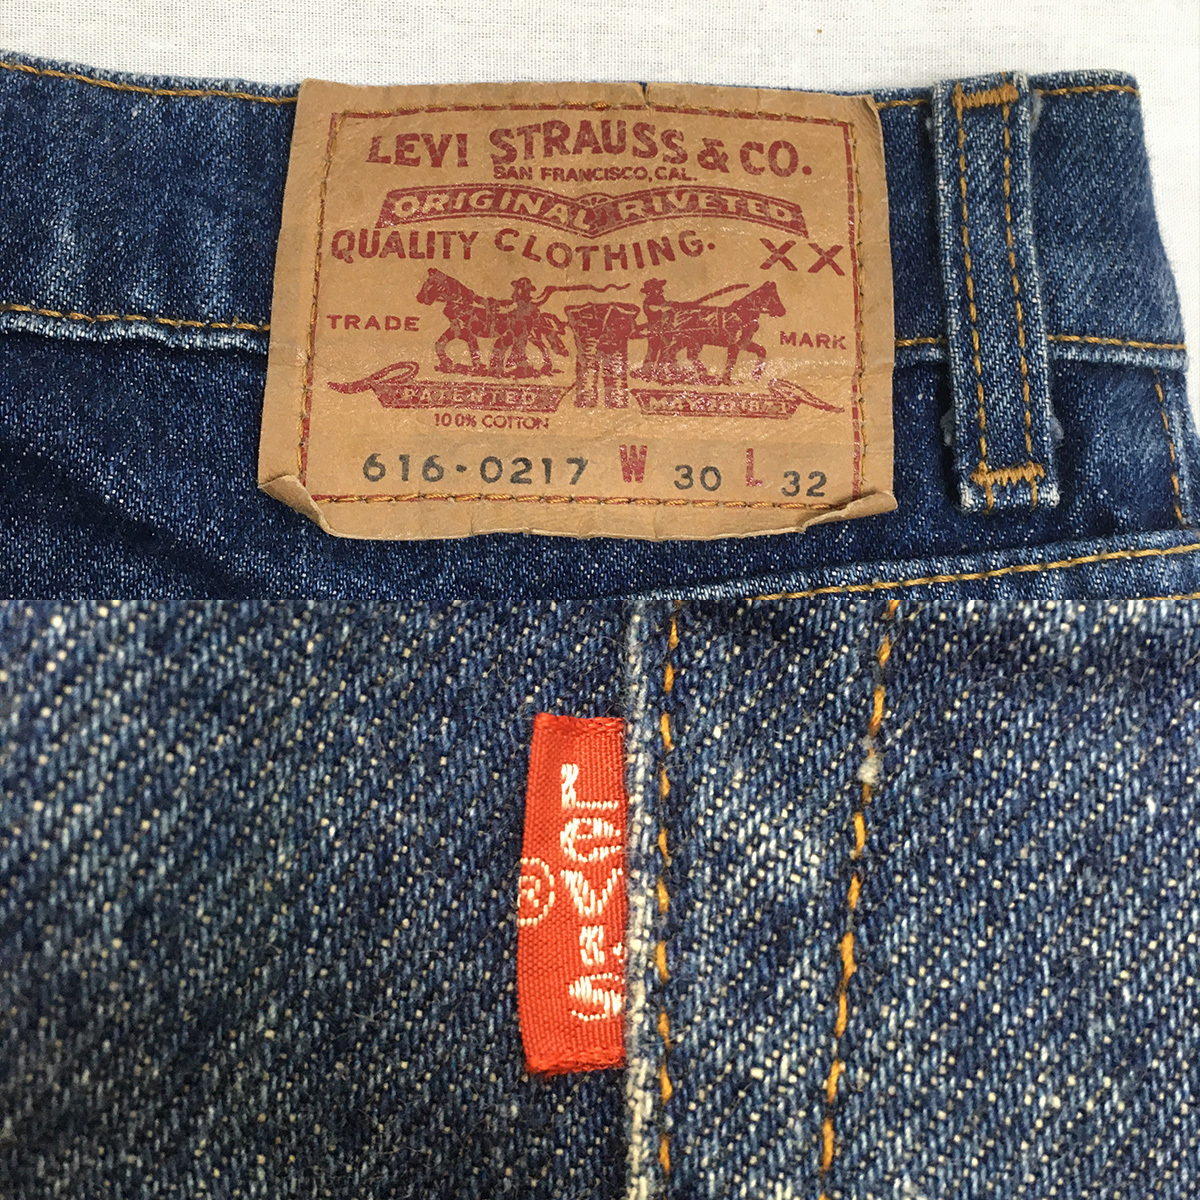 LEVI STRAUSS & CO.
SAN FRANCISCO, CAL.
ORIGINAL RIVETED
QUALITY CLOTHING. XX
TRADE MARK
PATENTED
100% COTTON
616-0217 W 30 L 32
Levi's
®